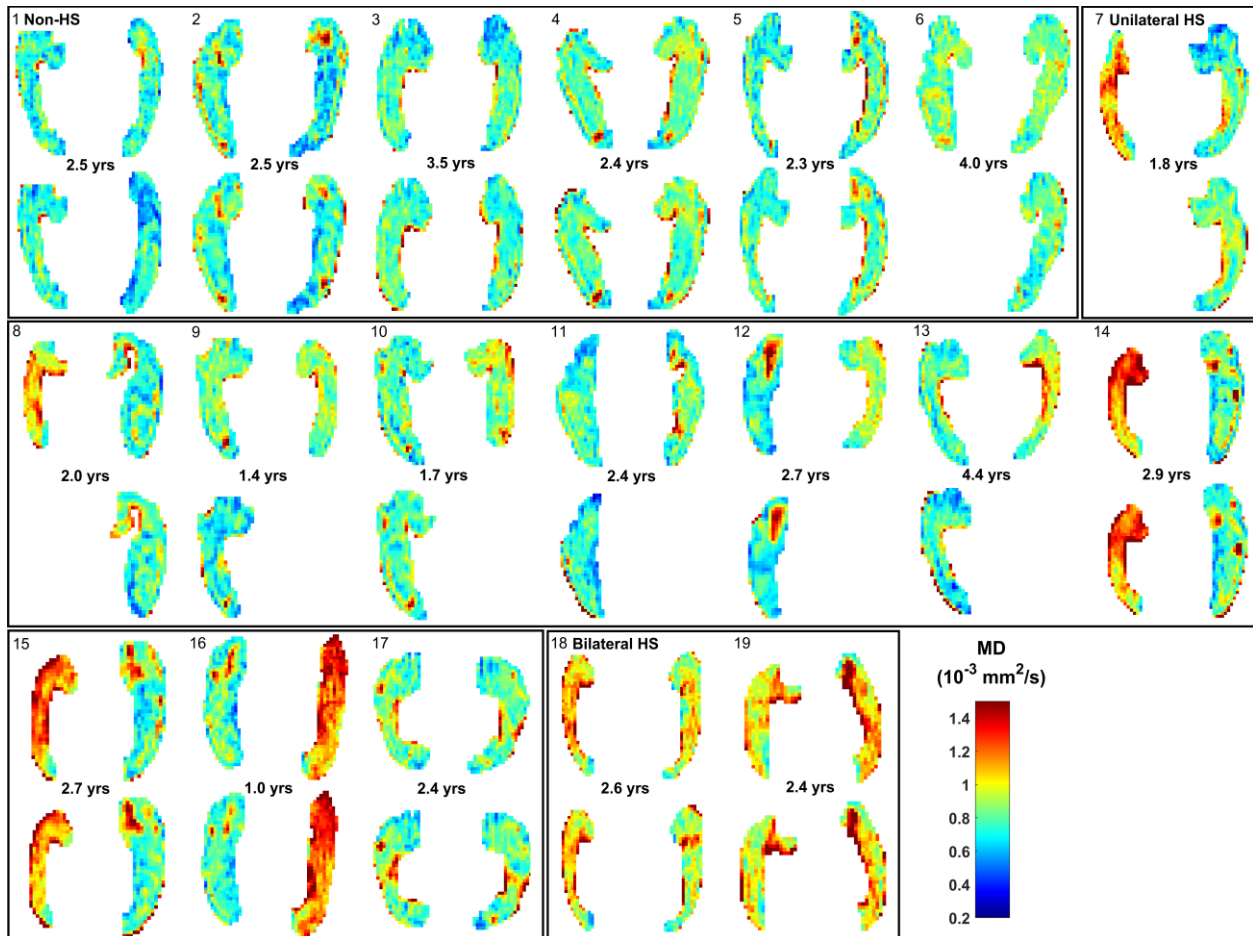 1 Non-HS 2 3 4 5 6 7 Unilateral HS
2.5 yrs 2.5 yrs 3.5 yrs 2.4 yrs 2.3 yrs 4.0 yrs 1.8 yrs
8 9 10 11 12 13 14
2.0 yrs 1.4 yrs 1.7 yrs 2.4 yrs 2.7 yrs 4.4 yrs 2.9 yrs
15 16 17 18 Bilateral HS 19
2.7 yrs 1.0 yrs 2.4 yrs 2.6 yrs 2.4 yrs
MD
(10⁻³ mm²/s)
1.4
1.2
1
0.8
0.6
0.4
0.2